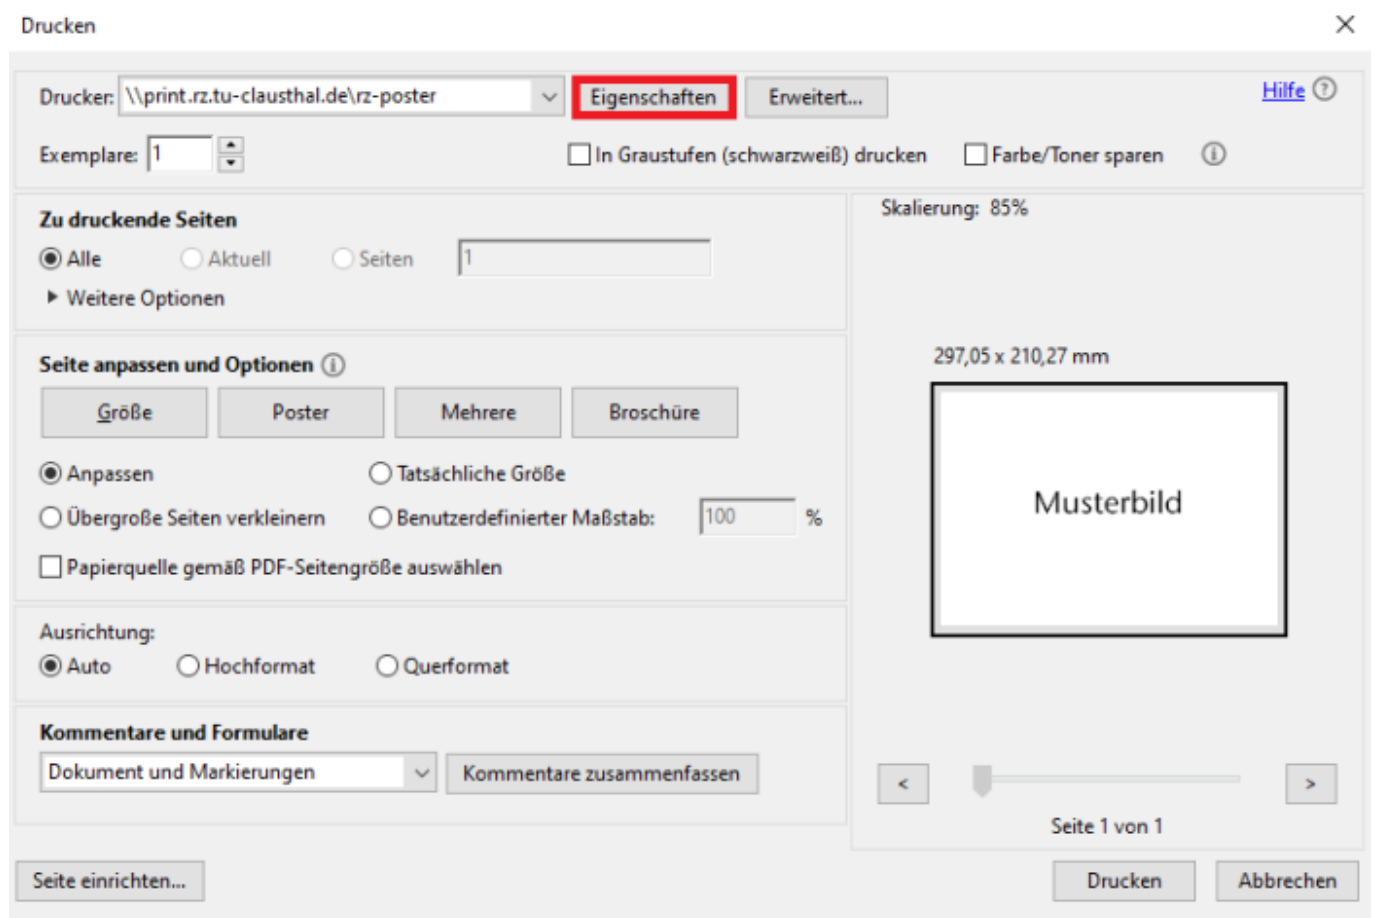 Drucken
Drucker: \\print.rz.tu-clausthal.de\rz-poster Eigenschaften Erweitert... Hilfe
Exemplare: 1 In Graustufen (schwarzweiß) drucken Farbe/Toner sparen
Zu druckende Seiten
Alle Aktuell Seiten 1
Weitere Optionen
Skalierung: 85%
Seite anpassen und Optionen
Größe Poster Mehrere Broschüre
Anpassen Tatsächliche Größe
Übergroße Seiten verkleinern Benutzerdefinierter Maßstab: 100 %
Papierquelle gemäß PDF-Seitengröße auswählen
297,05 x 210,27 mm
Musterbild
Ausrichtung:
Auto Hochformat Querformat
Kommentare und Formulare
Dokument und Markierungen Kommentare zusammenfassen
< >
Seite 1 von 1
Seite einrichten... Drucken Abbrechen